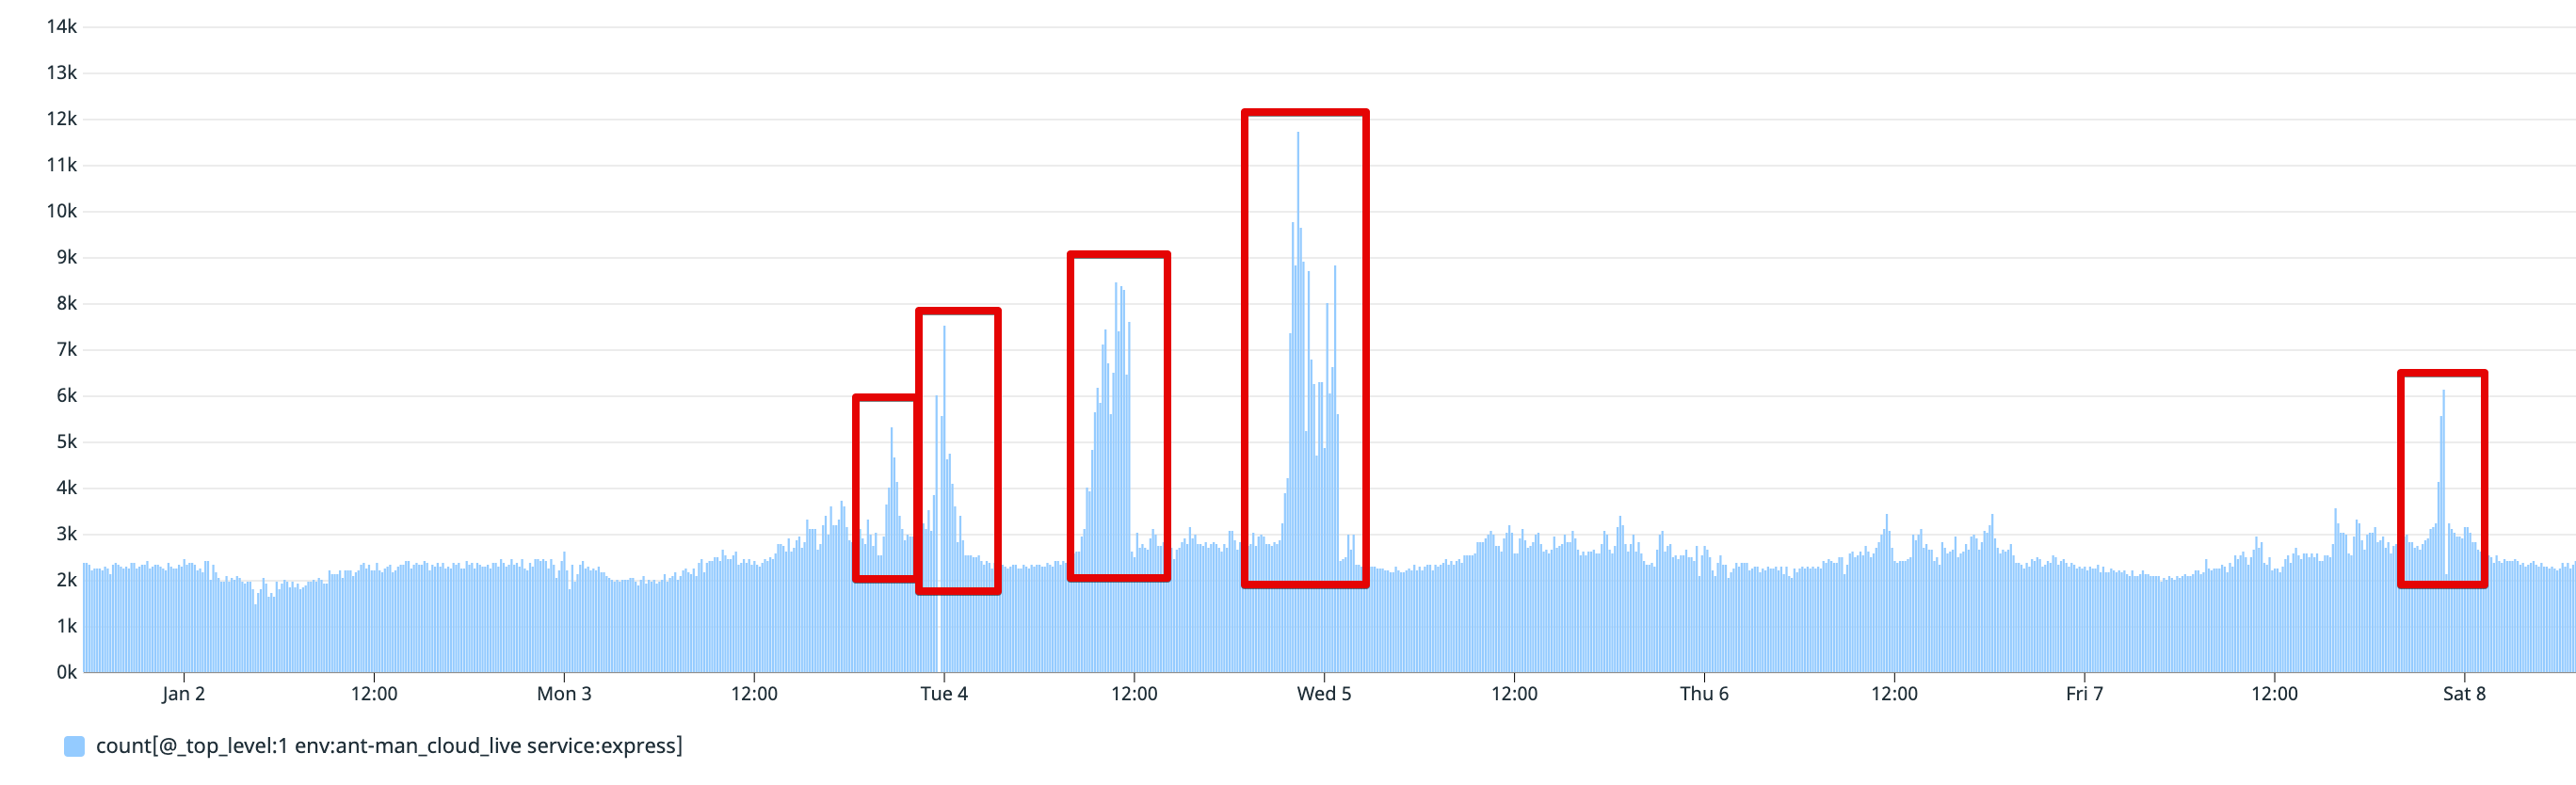 14k
13k
12k
11k
10k
9k
8k
7k
6k
5k
4k
3k
2k
1k
0k
Jan 2 12:00 Mon 3 12:00 Tue 4 12:00 Wed 5 12:00 Thu 6 12:00 Fri 7 12:00 Sat 8
count[@_top_level:1 env:ant-man_cloud_live service:express]